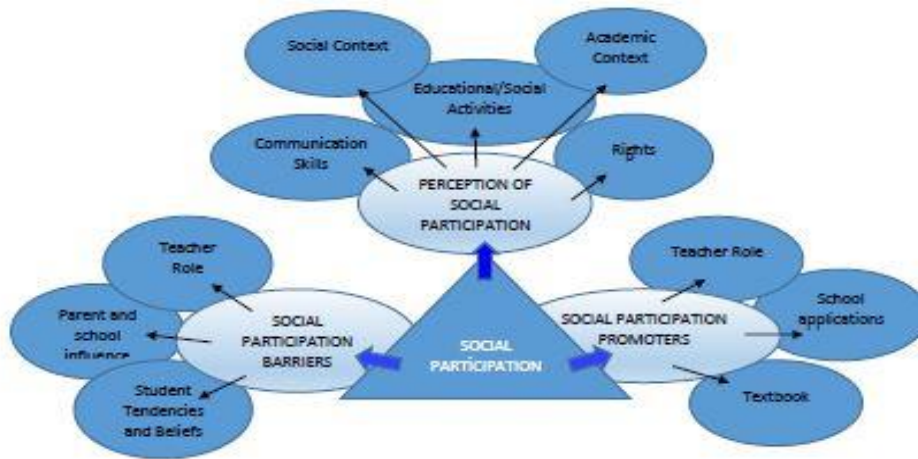 Social Context
Academic
Context
Educational/Social
Activities
Communication
Skills
Rights
PERCEPTION OF
SOCIAL
PARTICIPATION
Teacher
Role
Parent and
school
influence
Student
Tendencies
and Beliefs
SOCIAL
PARTICIPATION
BARRIERS
SOCIAL
PARTICIPATION
SOCIAL PARTICIPATION
PROMOTERS
Teacher Role
School
applications
Textbook